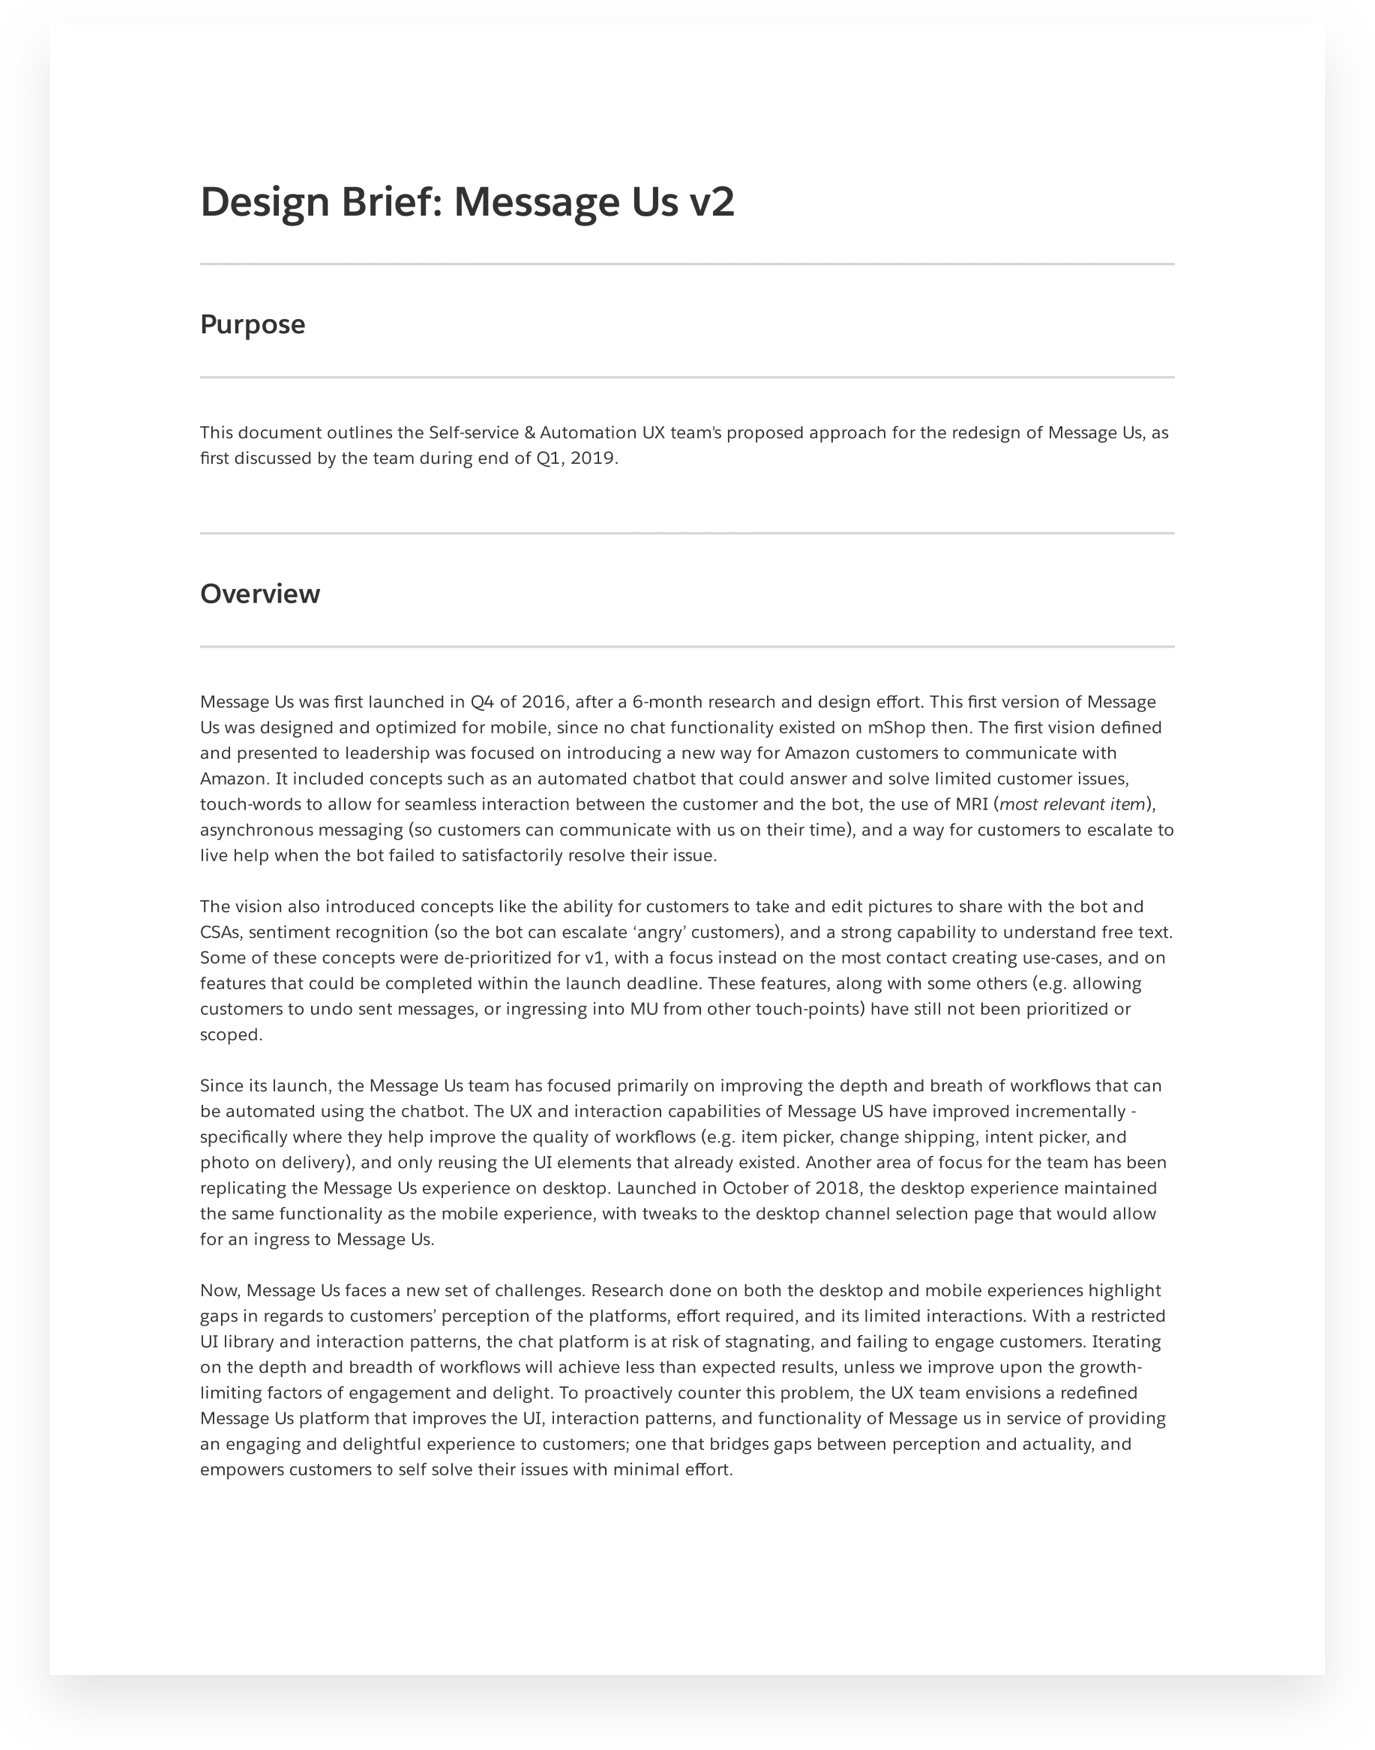 Design Brief: Message Us v2
Purpose
This document outlines the Self-service & Automation UX team's proposed approach for the redesign of Message Us, as
first discussed by the team during end of Q1, 2019.
Overview
Message Us was first launched in Q4 of 2016, after a 6-month research and design effort. This first version of Message
Us was designed and optimized for mobile, since no chat functionality existed on mShop then. The first vision defined
and presented to leadership was focused on introducing a new way for Amazon customers to communicate with
Amazon. It included concepts such as an automated chatbot that could answer and solve limited customer issues,
touch-words to allow for seamless interaction between the customer and the bot, the use of MRI (most relevant item),
asynchronous messaging (so customers can communicate with us on their time), and a way for customers to escalate to
live help when the bot failed to satisfactorily resolve their issue.
The vision also introduced concepts like the ability for customers to take and edit pictures to share with the bot and
CSAs, sentiment recognition (so the bot can escalate ‘angry’ customers), and a strong capability to understand free text.
Some of these concepts were de-prioritized for v1, with a focus instead on the most contact creating use-cases, and on
features that could be completed within the launch deadline. These features, along with some others (e.g. allowing
customers to undo sent messages, or ingressing into MU from other touch-points) have still not been prioritized or
scoped.
Since its launch, the Message Us team has focused primarily on improving the depth and breath of workflows that can
be automated using the chatbot. The UX and interaction capabilities of Message US have improved incrementally -
specifically where they help improve the quality of workflows (e.g. item picker, change shipping, intent picker, and
photo on delivery), and only reusing the UI elements that already existed. Another area of focus for the team has been
replicating the Message Us experience on desktop. Launched in October of 2018, the desktop experience maintained
the same functionality as the mobile experience, with tweaks to the desktop channel selection page that would allow
for an ingress to Message Us.
Now, Message Us faces a new set of challenges. Research done on both the desktop and mobile experiences highlight
gaps in regards to customers’ perception of the platforms, effort required, and its limited interactions. With a restricted
UI library and interaction patterns, the chat platform is at risk of stagnating, and failing to engage customers. Iterating
on the depth and breadth of workflows will achieve less than expected results, unless we improve upon the growth-
limiting factors of engagement and delight. To proactively counter this problem, the UX team envisions a redefined
Message Us platform that improves the UI, interaction patterns, and functionality of Message us in service of providing
an engaging and delightful experience to customers; one that bridges gaps between perception and actuality, and
empowers customers to self solve their issues with minimal effort.